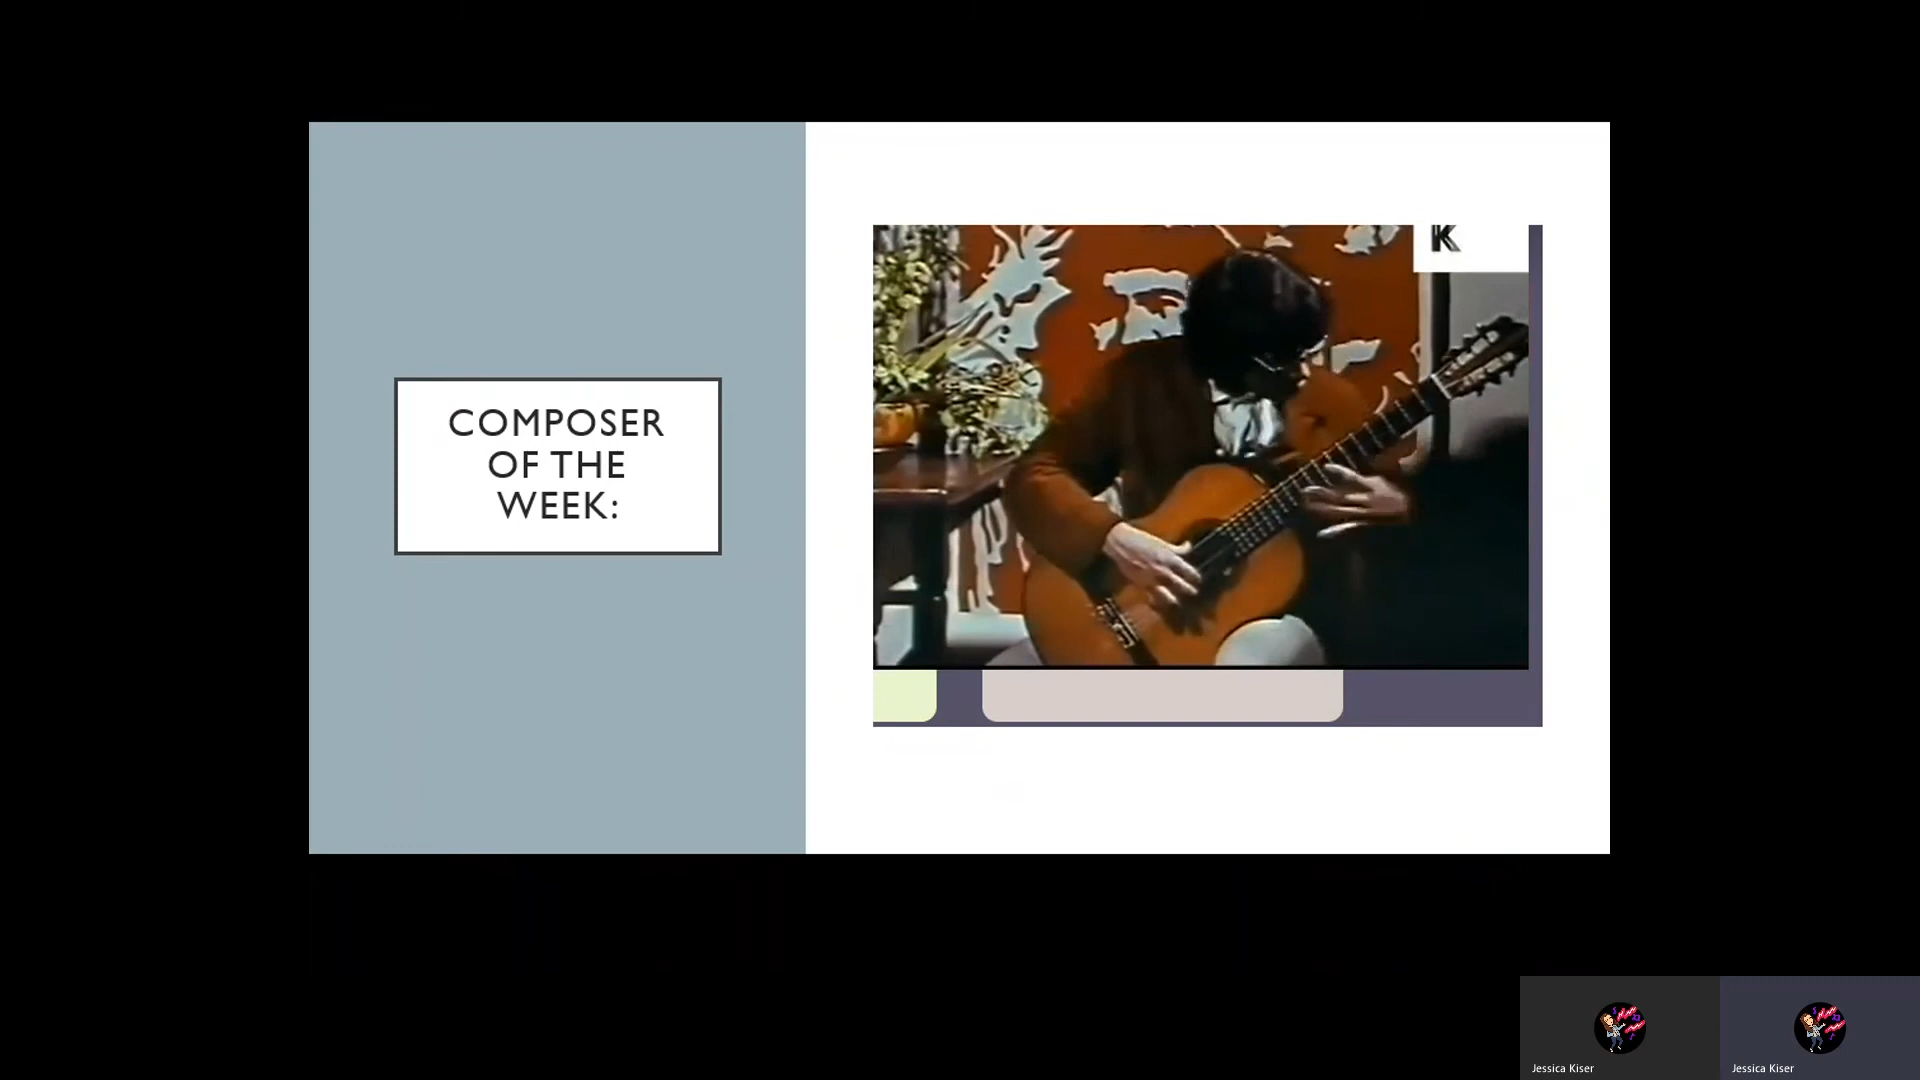 COMPOSER
OF THE
WEEK:
K
Jessica Kiser
Jessica Kiser